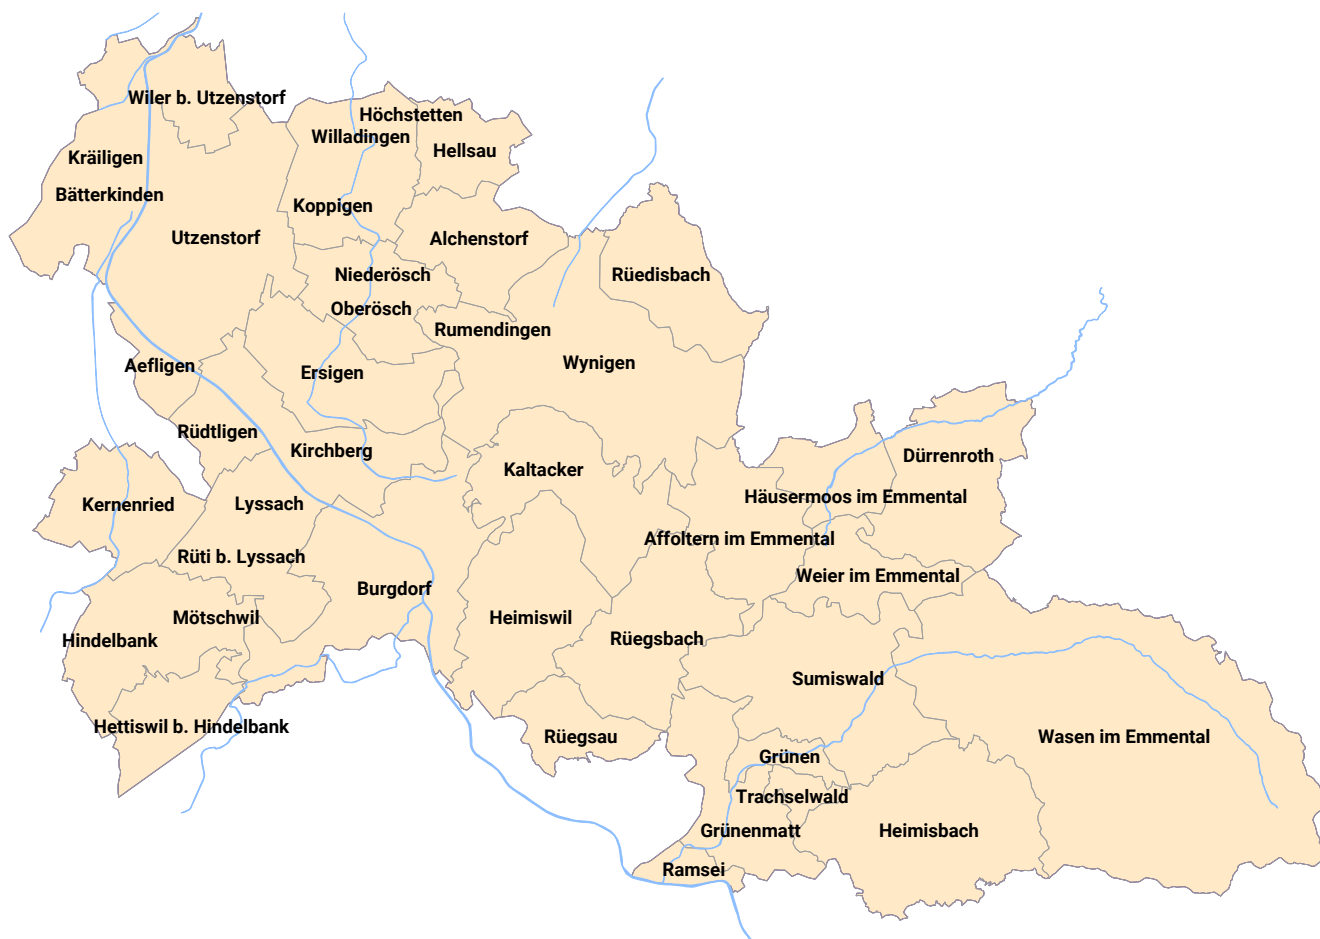 Wiler b. Utzenstorf
Höchstetten
Willadingen
Hellsau
Kräiligen
Bätterkinden
Koppigen
Utzenstorf
Alchenstorf
Niederösch
Rüedisbach
Oberösch
Rumendingen
Wynigen
Aefligen
Ersigen
Rüdtligen
Kirchberg
Dürrenroth
Kaltacker
Häusermoos im Emmental
Kernenried
Lyssach
Affoltern im Emmental
Rüti b. Lyssach
Weier im Emmental
Burgdorf
Mötschwil
Heimiswil
Hindelbank
Rüegsbach
Sumiswald
Hettiswil b. Hindelbank
Rüegsau
Wasen im Emmental
Grünen
Trachselwald
Grünenmatt
Heimisbach
Ramsei